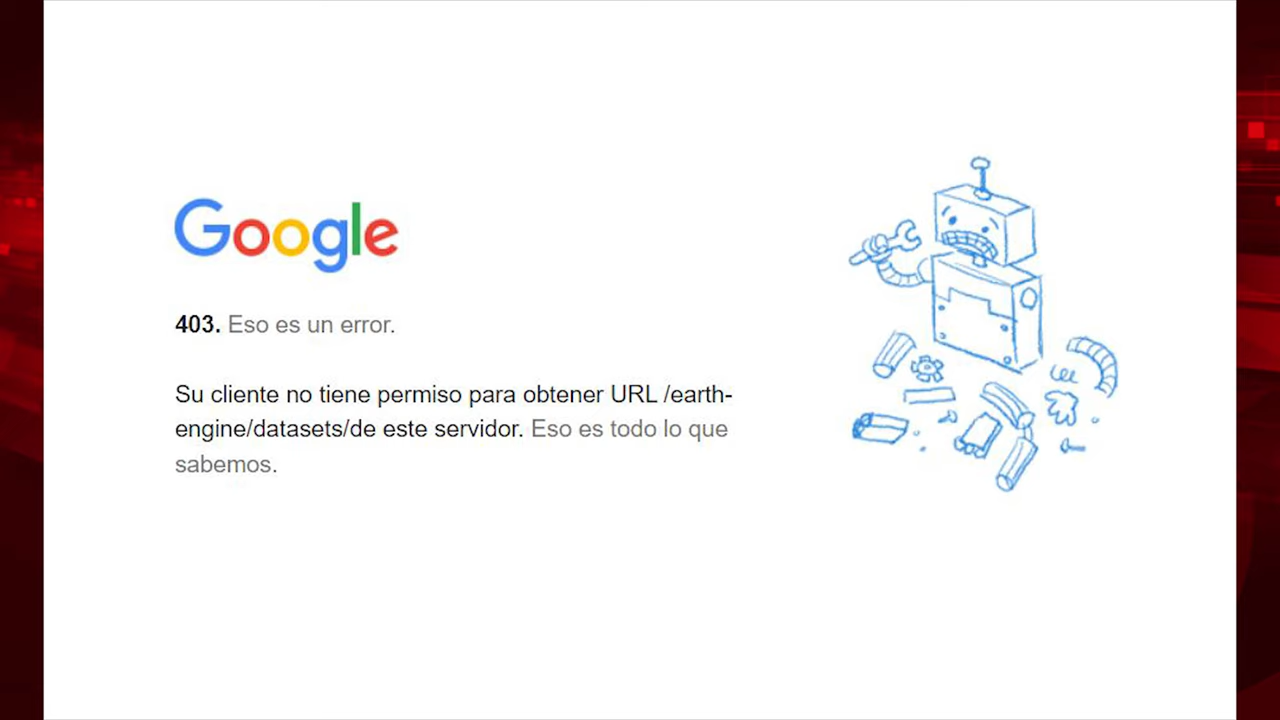 Google
403. Eso es un error.
Su cliente no tiene permiso para obtener URL /earth-
engine/datasets/de este servidor. Eso es todo lo que
sabemos.